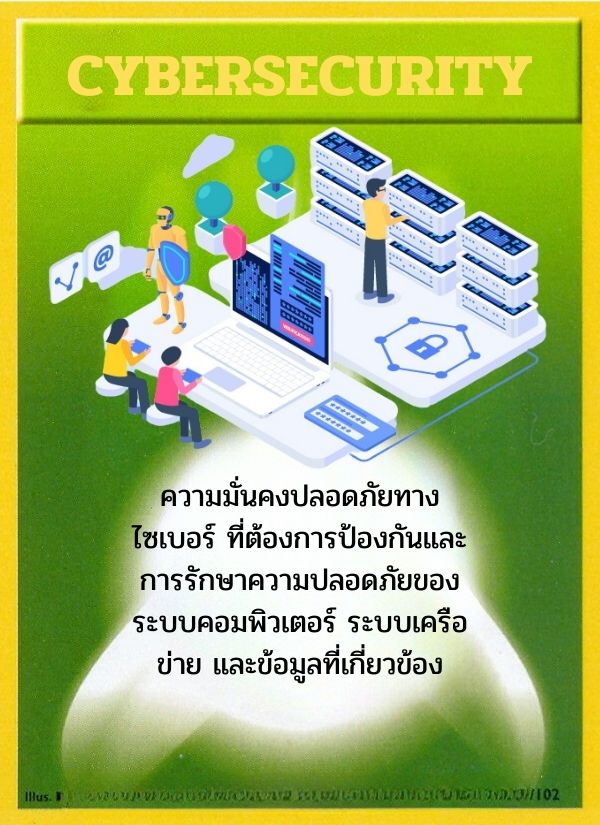 CYBERSECURITY
@
ความมั่นคงปลอดภัยทาง
ไซเบอร์ ที่ต้องการป้องกันและ
การรักษาความปลอดภัยของ
ระบบคอมพิวเตอร์ ระบบเครือ
ข่าย และข้อมูลที่เกี่ยวข้อง
Illus.
/102